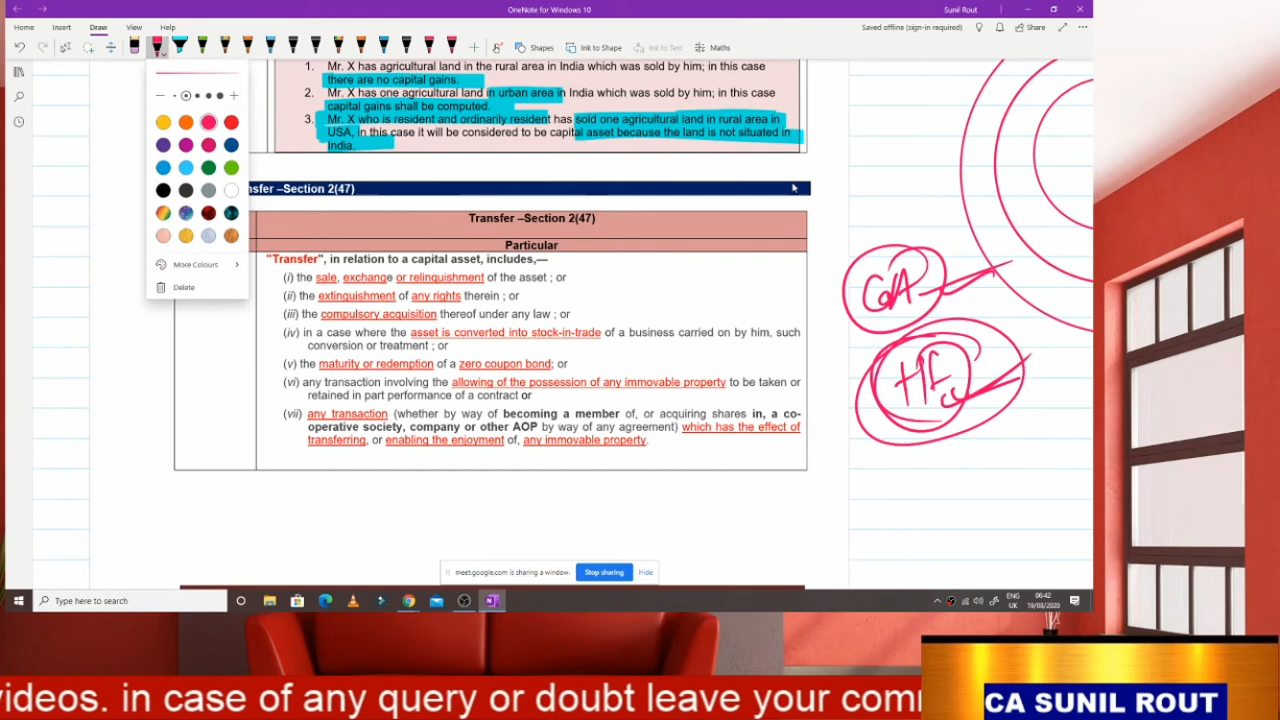 OneNote for Windows 10
Sunil Rout
Home Insert Draw View Help
Saved offline (sign-in required)
Share
Shapes
Ink to Shape
Ink to Text
Maths
1. Mr. X has agricultural land in the rural area in India which was sold by him; in this case
there are no capital gains.
2. Mr. X has one agricultural land in urban area in India which was sold by him; in this case
capital gains shall be computed.
3. Mr. X who is resident and ordinarily resident has sold one agricultural land in rural area in
USA, in this case it will be considered to be capital asset because the land is not situated in
India.
nsfer –Section 2(47)
Transfer –Section 2(47)
Particular
"Transfer", in relation to a capital asset, includes,—
(i) the sale, exchange or relinquishment of the asset ; or
(ii) the extinguishment of any rights therein ; or
(iii) the compulsory acquisition thereof under any law ; or
(iv) in a case where the asset is converted into stock-in-trade of a business carried on by him, such
conversion or treatment ; or
(v) the maturity or redemption of a zero coupon bond; or
(vi) any transaction involving the allowing of the possession of any immovable property to be taken or
retained in part performance of a contract or
(vii) any transaction (whether by way of becoming a member of, or acquiring shares in, a co-
operative society, company or other AOP by way of any agreement) which has the effect of
transferring, or enabling the enjoyment of, any immovable property.
More Colours
Delete
meet.google.com is sharing a window.
Stop sharing
Hide
Type here to search
ENG
UK
06:42
19/08/2020
videos. in case of any query or doubt leave your com
CA SUNIL ROUT